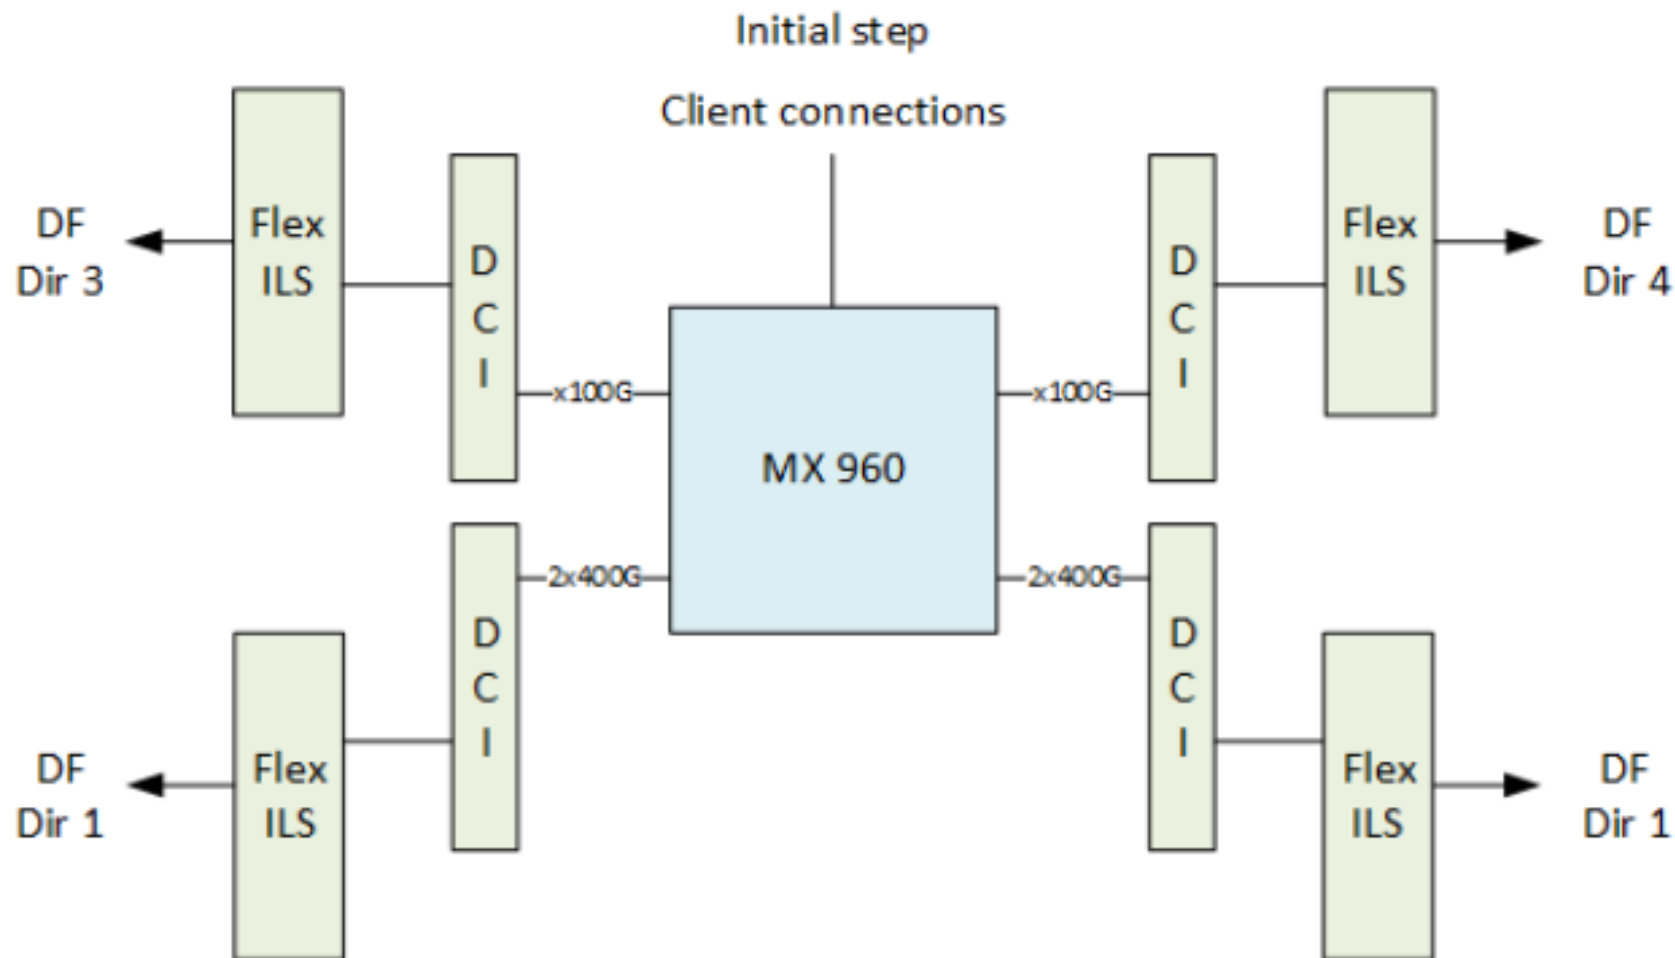 Initial step
Client connections
DF
Dir 3
Flex
ILS
D
C
I
x100G
MX 960
x100G
D
C
I
Flex
ILS
DF
Dir 4
DF
Dir 1
Flex
ILS
D
C
I
2x400G
2x400G
D
C
I
Flex
ILS
DF
Dir 1